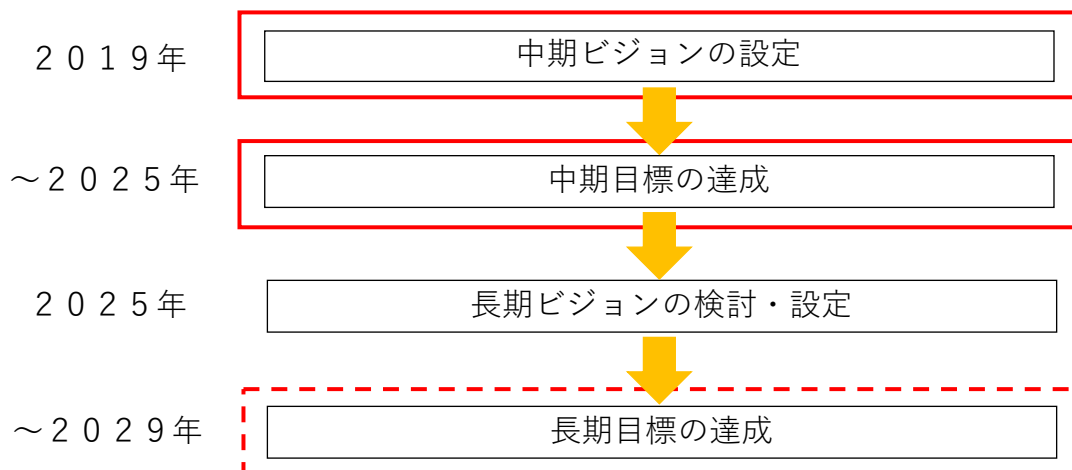 ２０１９年
中期ビジョンの設定
～２０２５年
中期目標の達成
２０２５年
長期ビジョンの検討・設定
～２０２９年
長期目標の達成